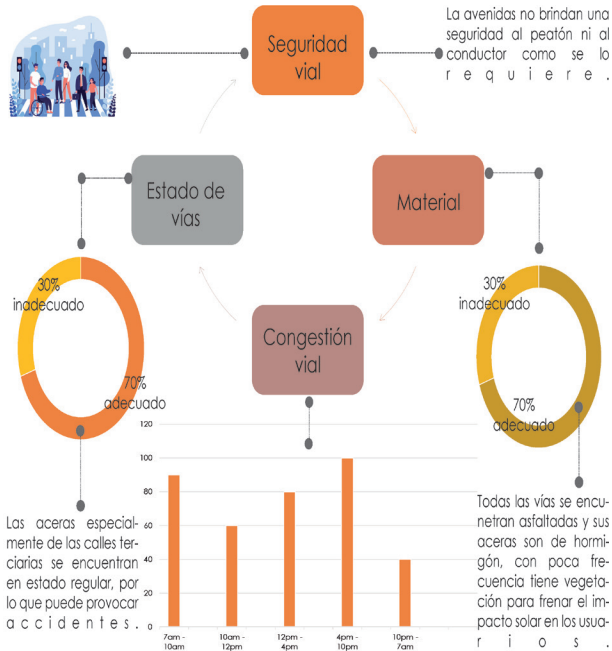 Seguridad
vial
La avenidas no brindan una
seguridad al peatón ni al
conductor como se lo
requiere.
Estado de
vías
Material
Congestión
vial
30%
inadecuado
70%
adecuado
30%
inadecuado
70%
adecuado
Las aceras especial-
mente de las calles ter-
ciarias se encuentran
en estado regular, por
lo que puede provocar
accidentes.
120
100
80
60
40
20
0
7am -
10am
10am -
12pm
12pm -
4pm
4pm -
10pm
10pm -
7am
Todas las vías se encu-
netran asfaltadas y sus
aceras son de hormi-
gón, con poca fre-
cuencia tiene vegeta-
ción para frenar el im-
pacto solar en los usua-
rios.